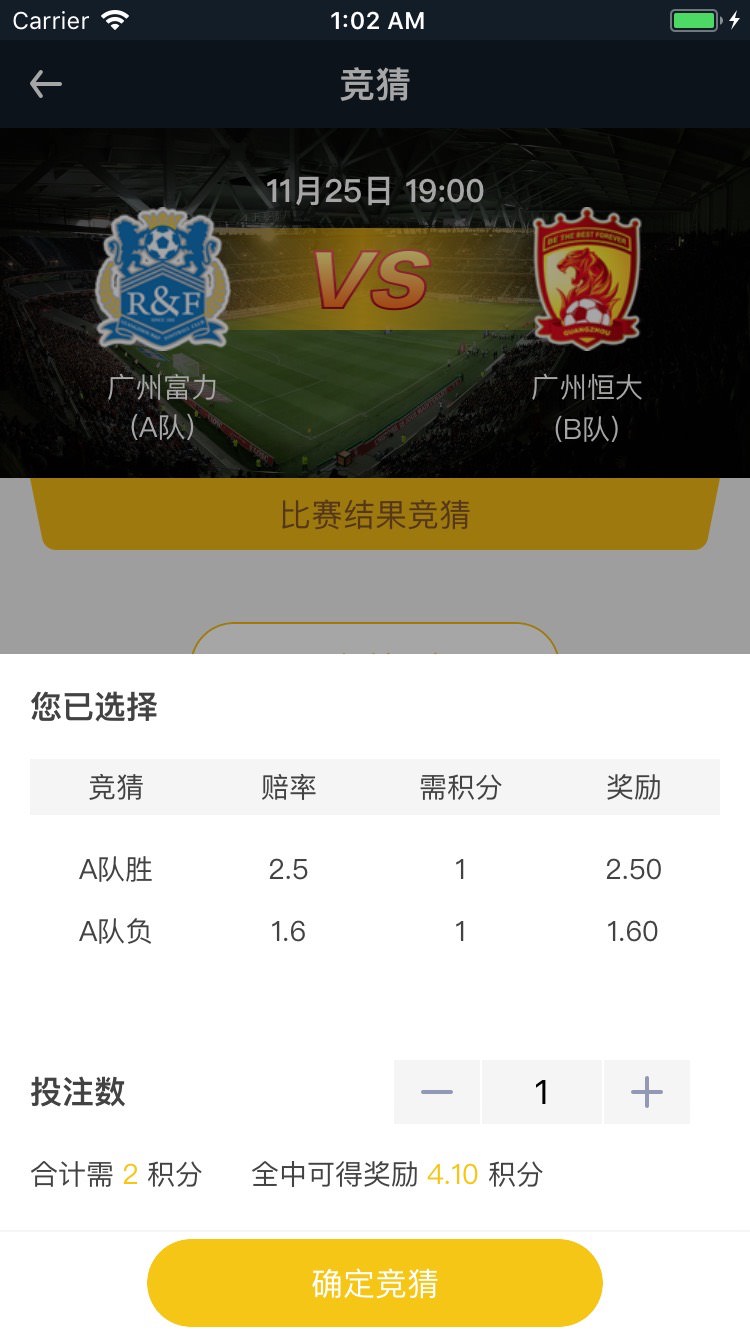 Carrier 1:02 AM
竞猜
11月25日 19:00
VS
R&F
BE THE BEST FOREVER
GUANGZHOU
广州富力
(A队)
广州恒大
(B队)
比赛结果竞猜
您已选择
竞猜 赔率 需积分 奖励
A队胜 2.5 1 2.50
A队负 1.6 1 1.60
投注数 — 1 +
合计需 2 积分 全中可得奖励 4.10 积分
确定竞猜